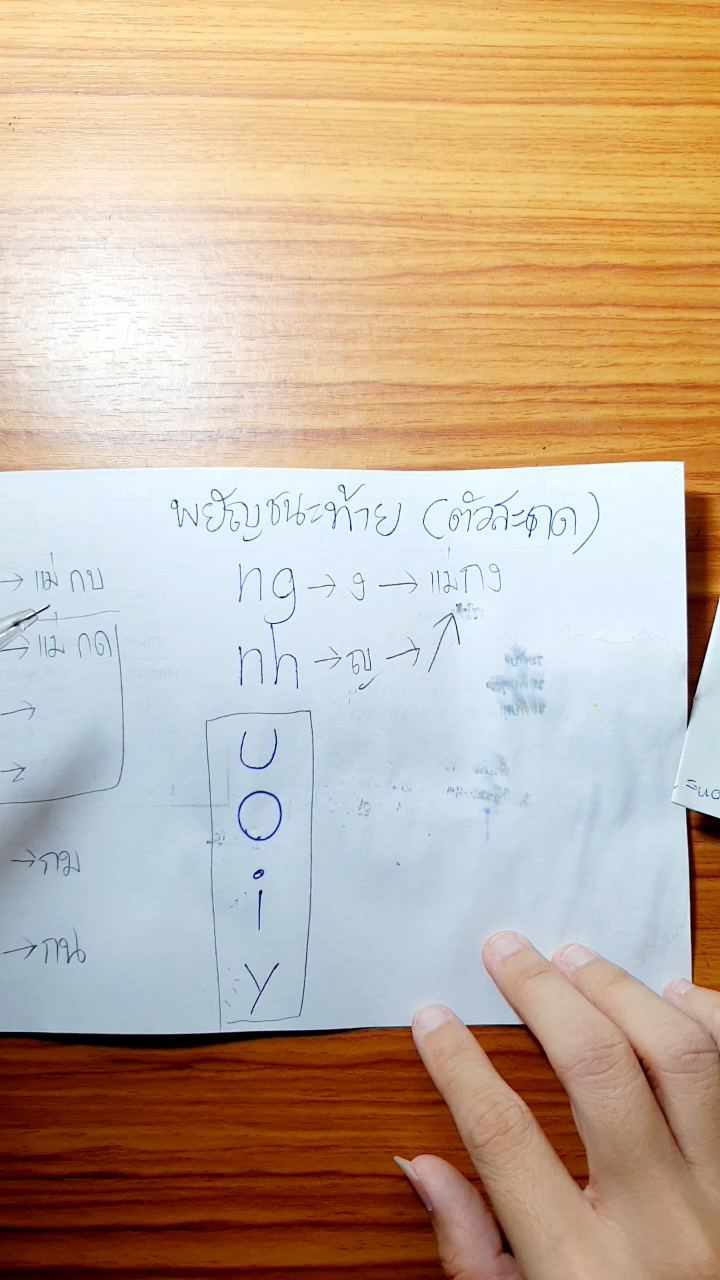 พยัญชนะท้าย (ตัวสะกด)
→ แม่ กบ
→ แม่ กด
→
→
→ กม
→ กน
ng → ง → แม่กง
nh → ญ →
u
o
i
y